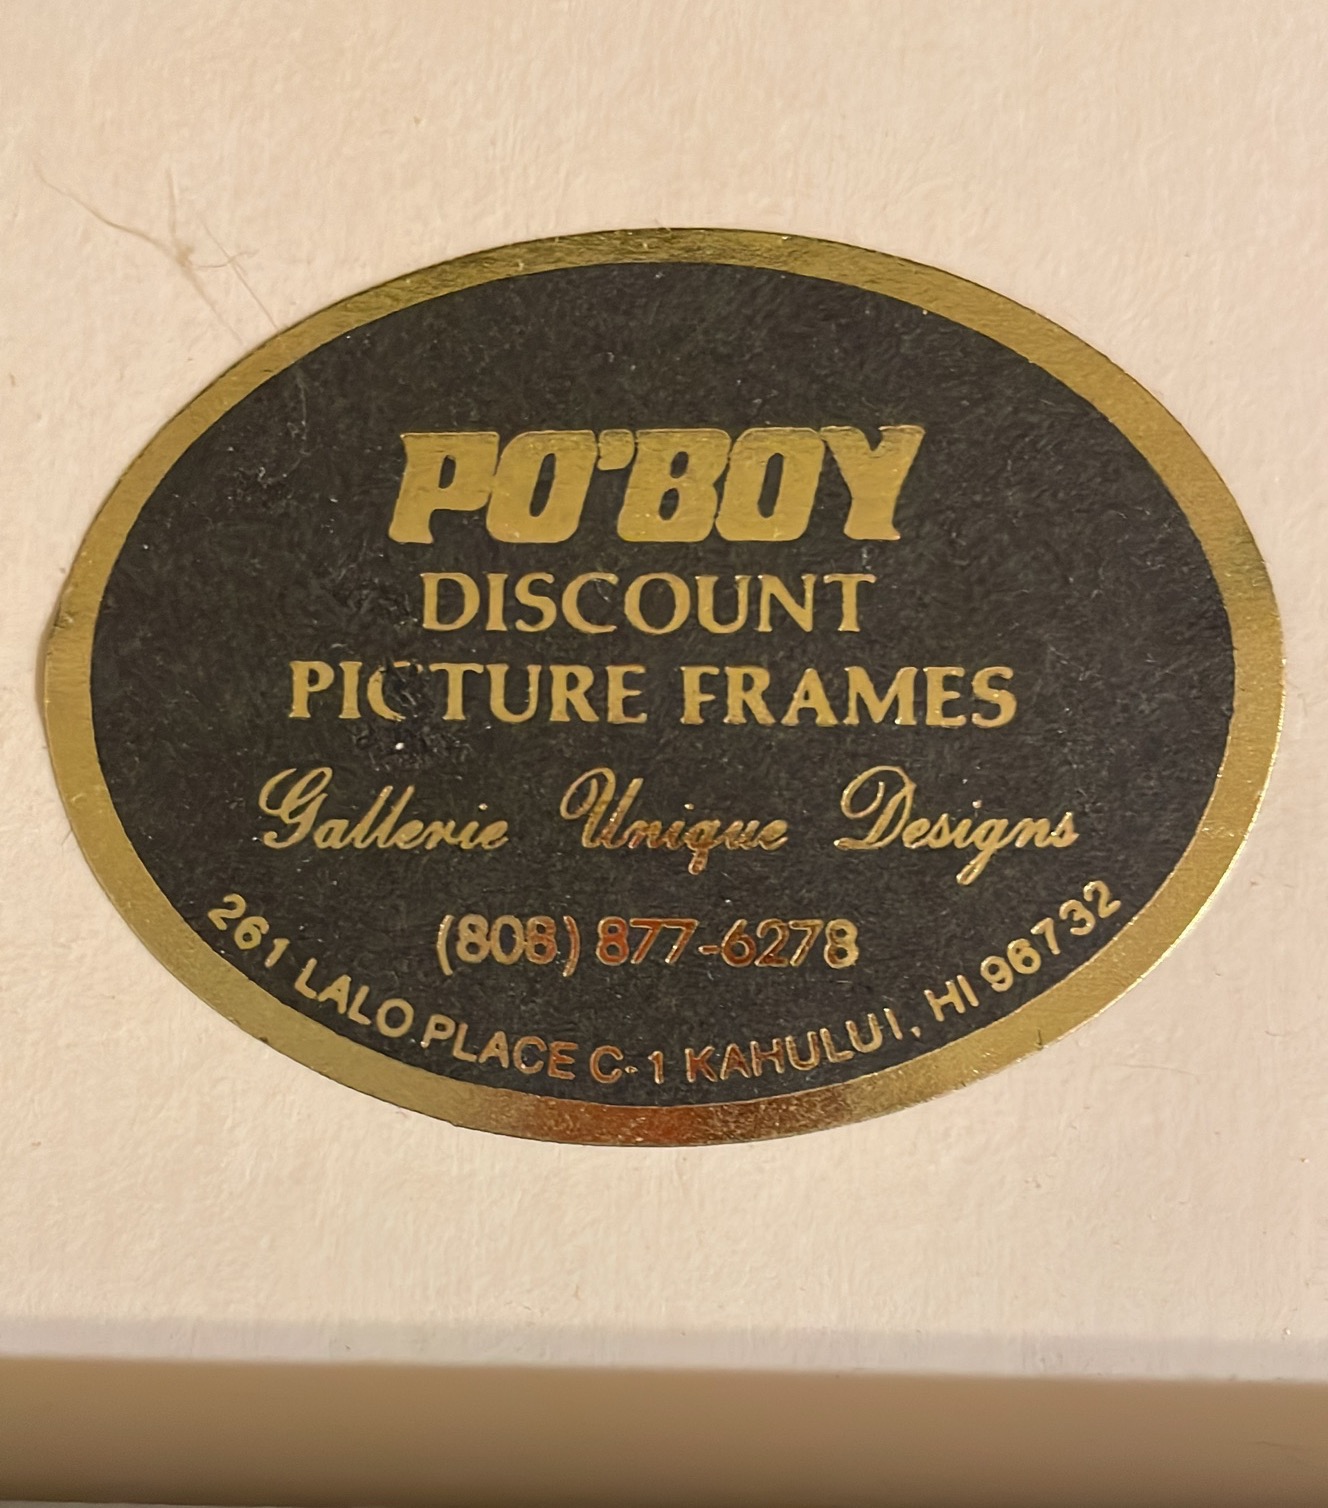 PO'BOY
DISCOUNT
PICTURE FRAMES
Gallerie Unique Designs
(808) 877-6278
261 LALO PLACE C-1 KAHULUI, HI 96732